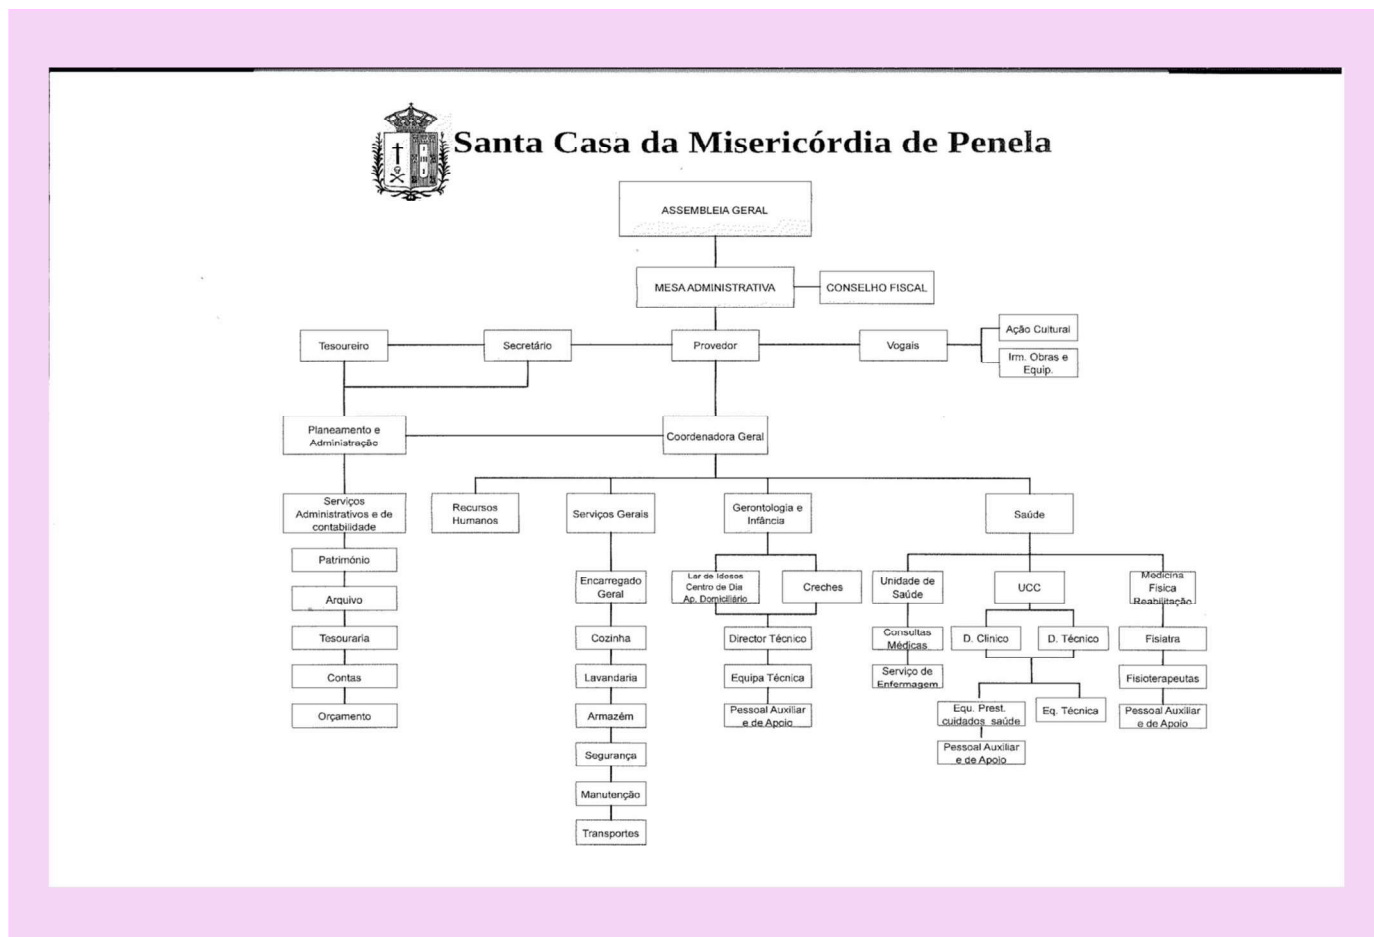 Santa Casa da Misericórdia de Penela
ASSEMBLEIA GERAL
MESA ADMINISTRATIVA
CONSELHO FISCAL
Tesoureiro
Secretário
Provedor
Vogais
Ação Cultural
Irm. Obras e
Equip.
Planeamento e
Administração
Coordenadora Geral
Serviços
Administrativos e de
contabilidade
Recursos
Humanos
Serviços Gerais
Gerontologia e
Infância
Saúde
Património
Arquivo
Tesouraria
Contas
Orçamento
Encarregado
Geral
Cozinha
Lavandaria
Armazém
Segurança
Manutenção
Transportes
Lar de Idosos
Centro de Dia
Ap. Domiciliário
Creches
Director Técnico
Equipa Técnica
Pessoal Auxiliar
e de Apoio
Unidade de
Saúde
Consultas
Médicas
Serviço de
Enfermagem
UCC
D. Clínico
D. Técnico
Equ. Prest.
cuidados saúde
Eq. Técnica
Pessoal Auxiliar
e de Apoio
Medicina
Física
Reabilitação
Fisiatra
Fisioterapeutas
Pessoal Auxiliar
e de Apoio